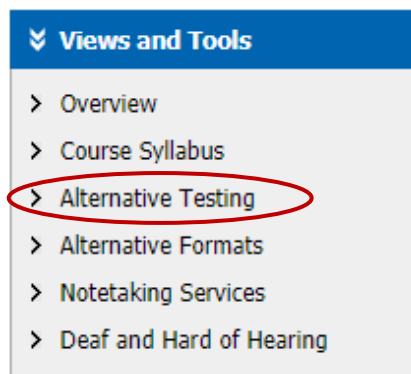 Views and Tools
Overview
Course Syllabus
Alternative Testing
Alternative Formats
Notetaking Services
Deaf and Hard of Hearing